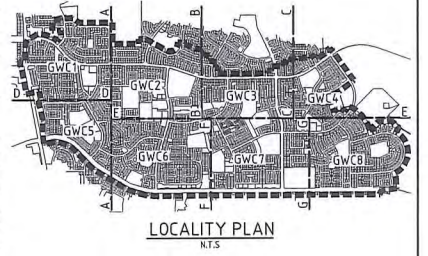 A B C
GWC1
GWC2
GWC3
GWC4
D D B C
A E B C E
GWC5
F G
GWC6
GWC7
GWC8
A F G
LOCALITY PLAN
N.T.S